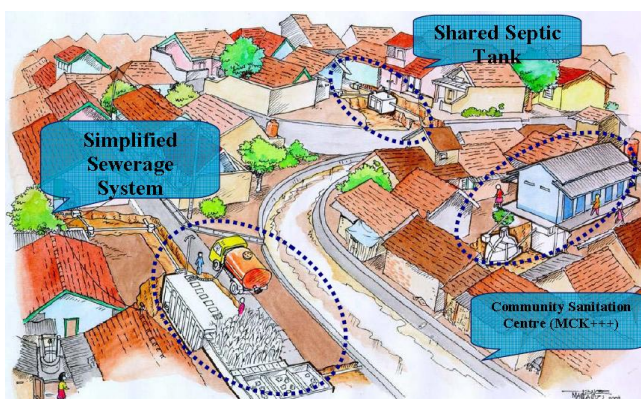 Shared Septic
Tank
Simplified
Sewerage
System
Community Sanitation
Centre (MCK+++)